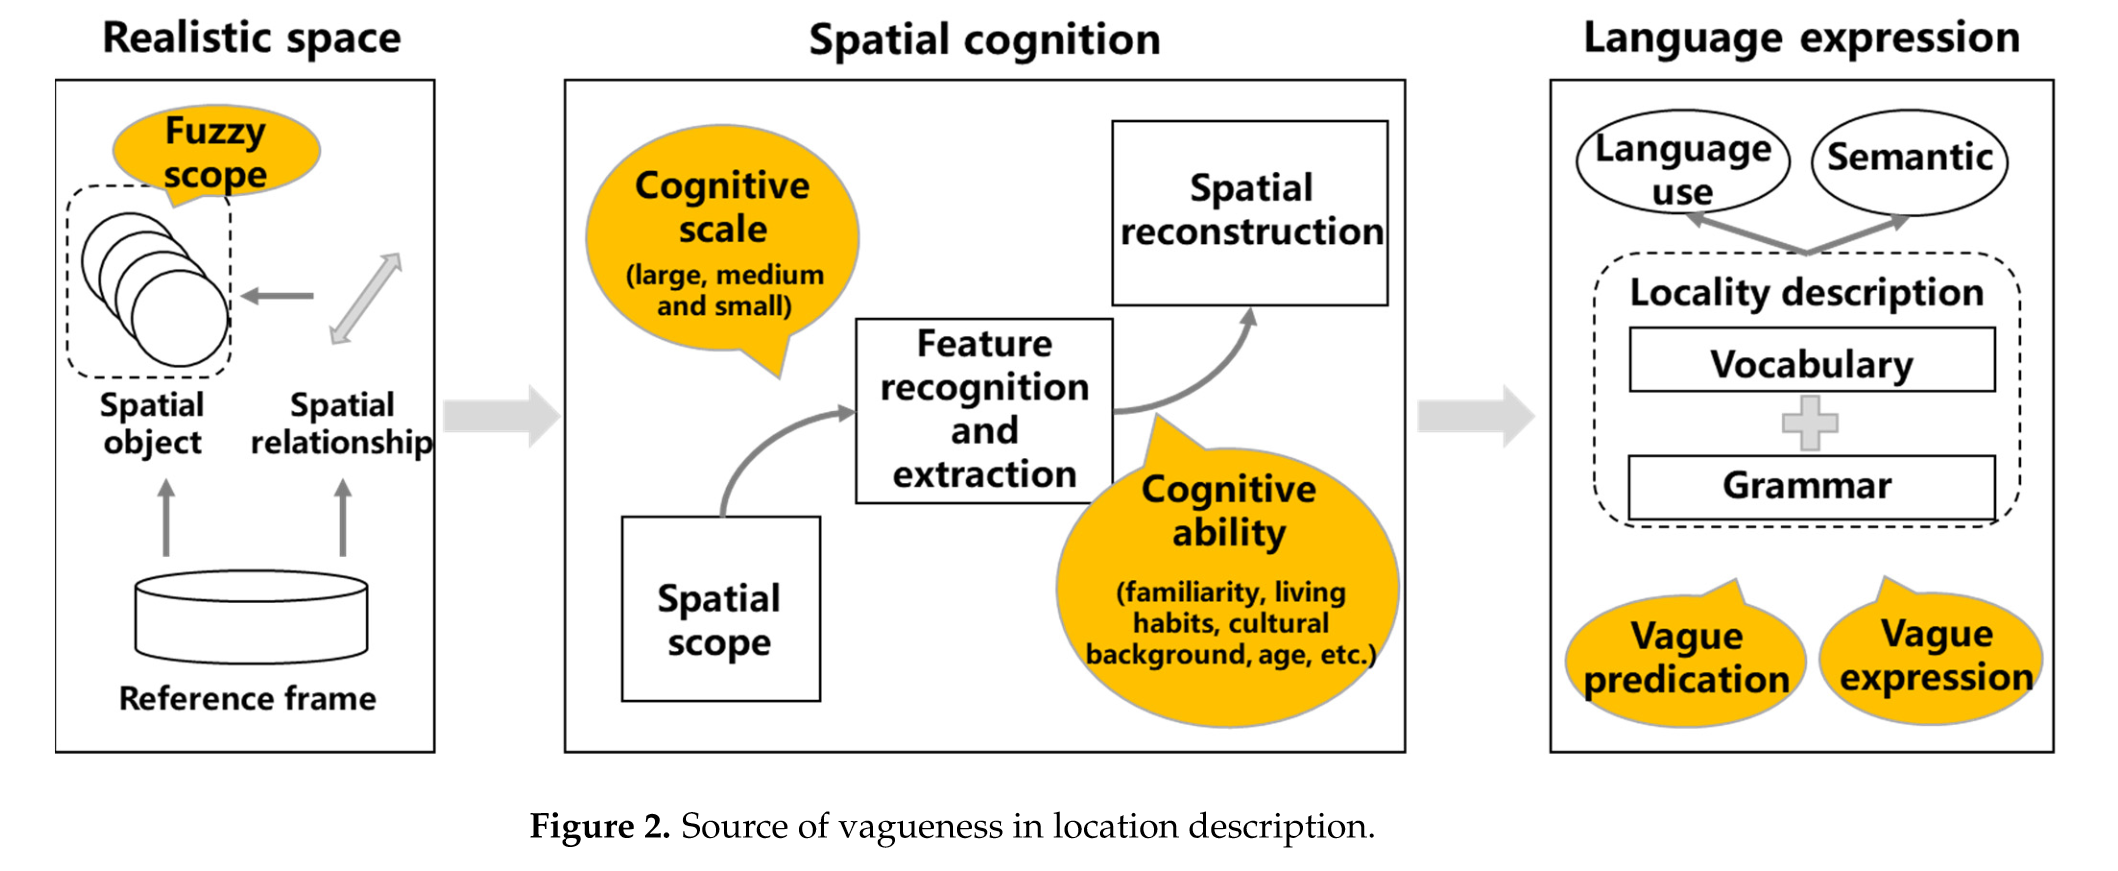 Realistic space
Fuzzy
scope
Spatial
object
Spatial
relationship
Reference frame
Spatial cognition
Cognitive
scale
(large, medium
and small)
Spatial
reconstruction
Feature
recognition
and
extraction
Spatial
scope
Cognitive
ability
(familiarity, living
habits, cultural
background, age, etc.)
Language expression
Language
use
Semantic
Locality description
Vocabulary
Grammar
Vague
predication
Vague
expression
Figure 2. Source of vagueness in location description.